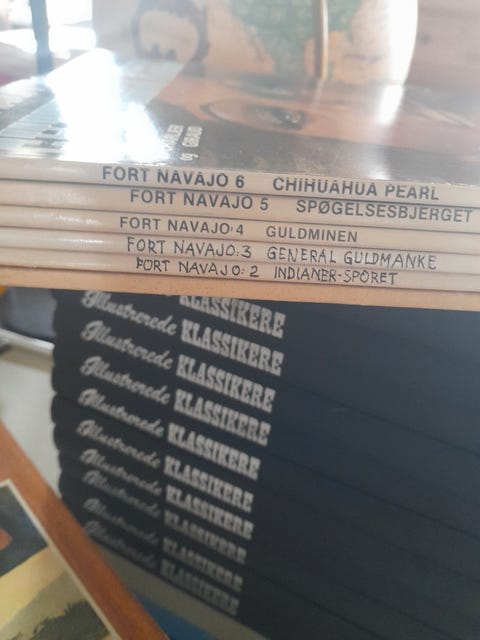 FORT NAVAJO 6 CHIHUAHUA PEARL
FORT NAVAJO 5 SPØGELSESBJERGET
FORT NAVAJO: 4 GULDMINEN
FORT NAVAJO: 3 GENERAL GULDMANKE
FORT NAVAJO: 2 INDIANER-SPORET
Illustrerede KLASSIKERE
Illustrerede KLASSIKERE
Illustrerede KLASSIKERE
Illustrerede KLASSIKERE
Illustrerede KLASSIKERE
Illustrerede KLASSIKERE
Illustrerede KLASSIKERE
Illustrerede KLASSIKERE
Illustrerede KLASSIKERE